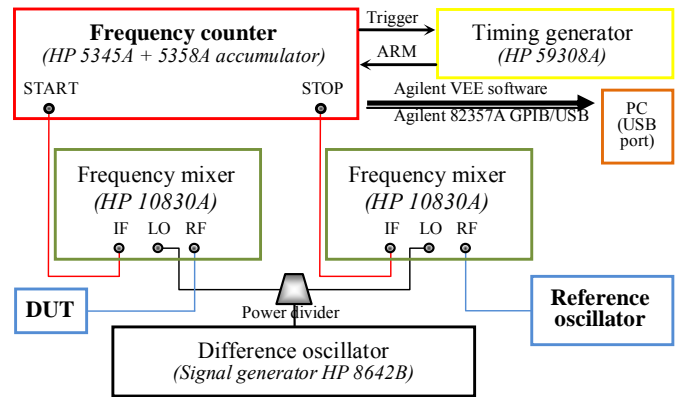 Frequency counter
(HP 5345A + 5358A accumulator)
START
STOP
Trigger
ARM
Timing generator
(HP 59308A)
Agilent VEE software
Agilent 82357A GPIB/USB
PC
(USB
port)
Frequency mixer
(HP 10830A)
IF LO RF
Frequency mixer
(HP 10830A)
IF LO RF
DUT
Power divider
Reference
oscillator
Difference oscillator
(Signal generator HP 8642B)